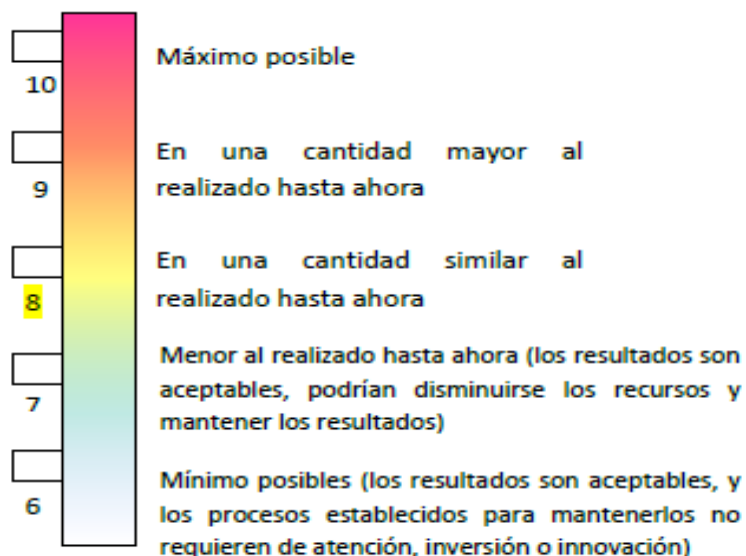 Máximo posible
10
En una cantidad mayor al
realizado hasta ahora
9
En una cantidad similar al
realizado hasta ahora
8
Menor al realizado hasta ahora (los resultados son
aceptables, podrían disminuirse los recursos y
mantener los resultados)
7
Mínimo posibles (los resultados son aceptables, y
los procesos establecidos para mantenerlos no
requieren de atención, inversión o innovación)
6